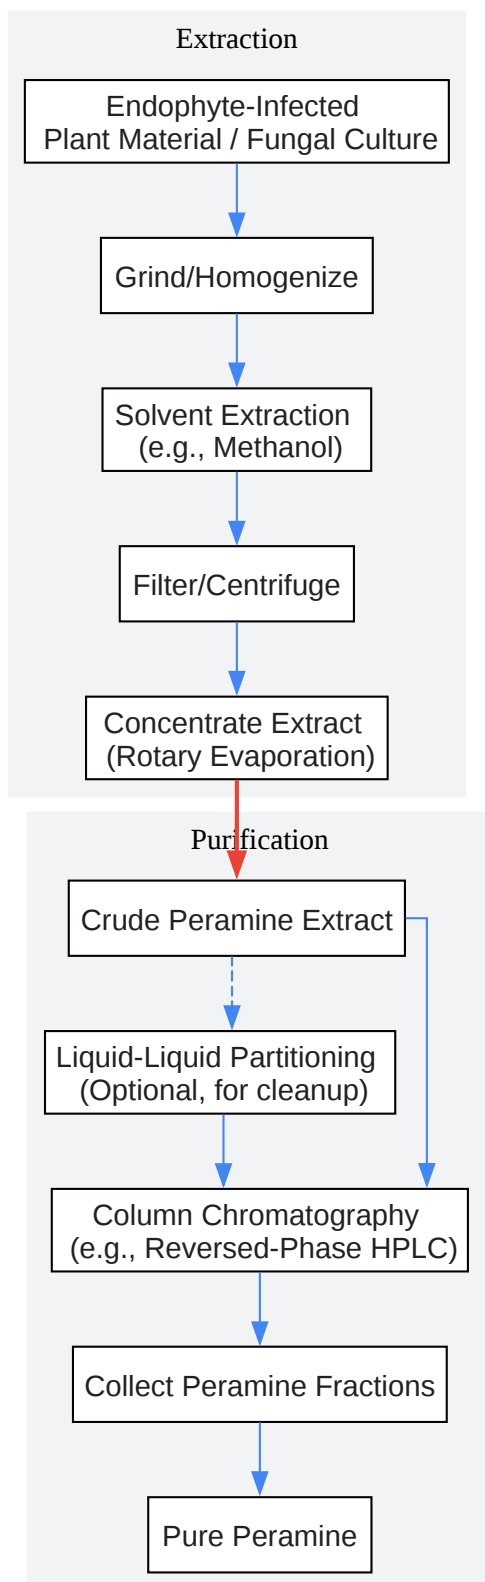 Extraction
Endophyte-Infected
Plant Material / Fungal Culture
Grind/Homogenize
Solvent Extraction
(e.g., Methanol)
Filter/Centrifuge
Concentrate Extract
(Rotary Evaporation)
Purification
Crude Peramine Extract
Liquid-Liquid Partitioning
(Optional, for cleanup)
Column Chromatography
(e.g., Reversed-Phase HPLC)
Collect Peramine Fractions
Pure Peramine